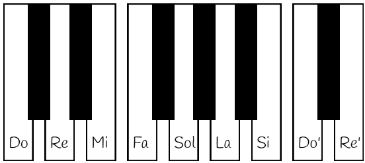 Do Re Mi Fa Sol La Si Do' Re'